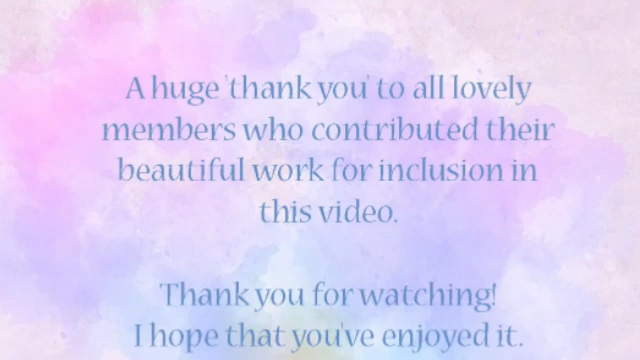 A huge 'thank you' to all lovely
members who contributed their
beautiful work for inclusion in
this video.
Thank you for watching!
I hope that you've enjoyed it.